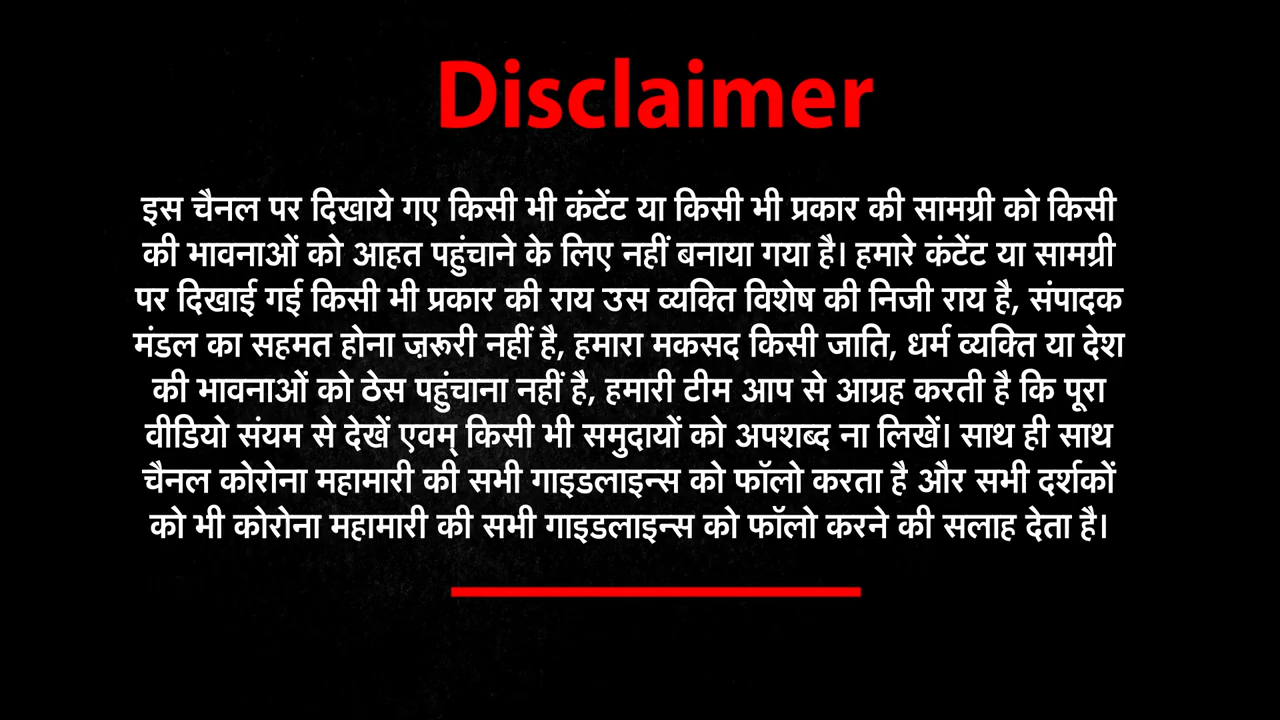 Disclaimer
इस चैनल पर दिखाये गए किसी भी कंटेंट या किसी भी प्रकार की सामग्री को किसी
की भावनाओं को आहत पहुंचाने के लिए नहीं बनाया गया है। हमारे कंटेंट या सामग्री
पर दिखाई गई किसी भी प्रकार की राय उस व्यक्ति विशेष की निजी राय है, संपादक
मंडल का सहमत होना ज़रूरी नहीं है, हमारा मकसद किसी जाति, धर्म व्यक्ति या देश
की भावनाओं को ठेस पहुंचाना नहीं है, हमारी टीम आप से आग्रह करती है कि पूरा
वीडियो संयम से देखें एवम् किसी भी समुदायों को अपशब्द ना लिखें। साथ ही साथ
चैनल कोरोना महामारी की सभी गाइडलाइन्स को फॉलो करता है और सभी दर्शकों
को भी कोरोना महामारी की सभी गाइडलाइन्स को फॉलो करने की सलाह देता है।